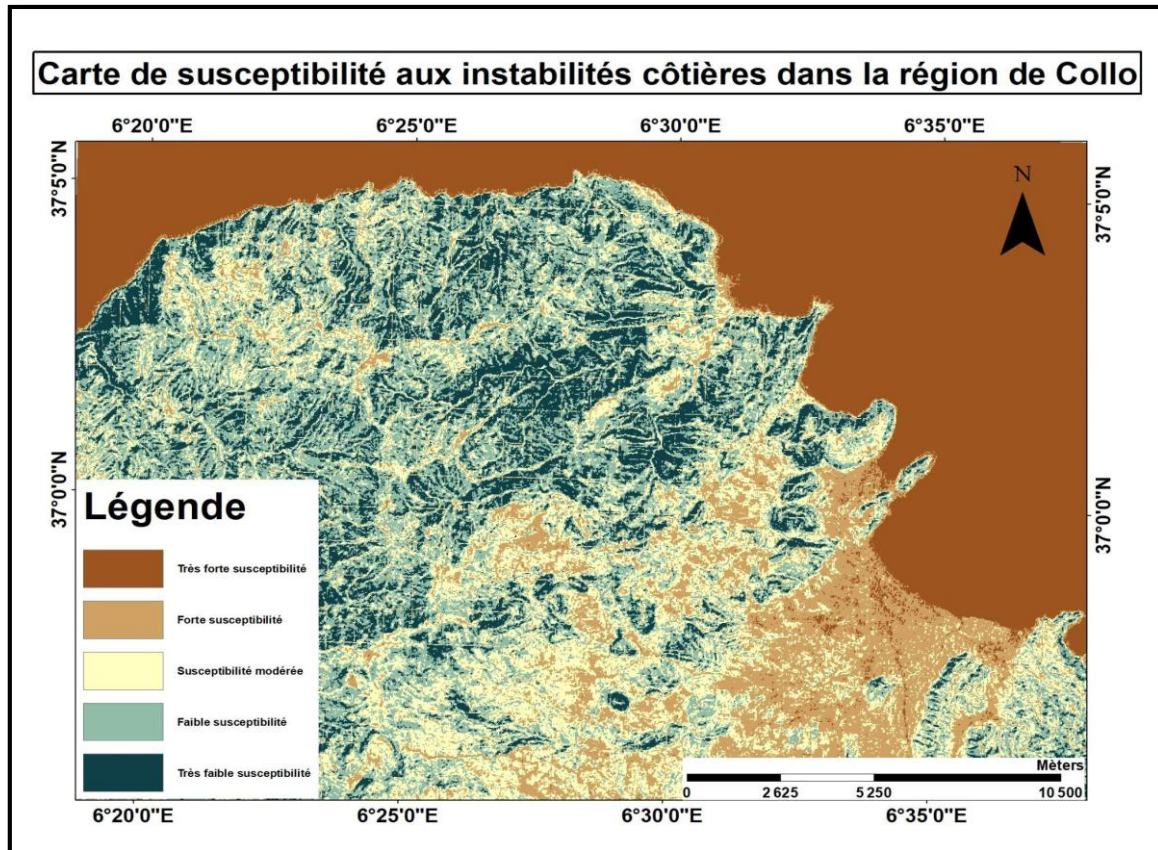 Carte de susceptibilité aux instabilités côtières dans la région de Collo
6°20'0"E 6°25'0"E 6°30'0"E 6°35'0"E
37°5'0"N
37°5'0"N
N
37°0'0"N
37°0'0"N
Légende
Très forte susceptibilité
Forte susceptibilité
Susceptibilité modérée
Faible susceptibilité
Très faible susceptibilité
Mèters
0 2 625 5 250 10 500
6°20'0"E 6°25'0"E 6°30'0"E 6°35'0"E